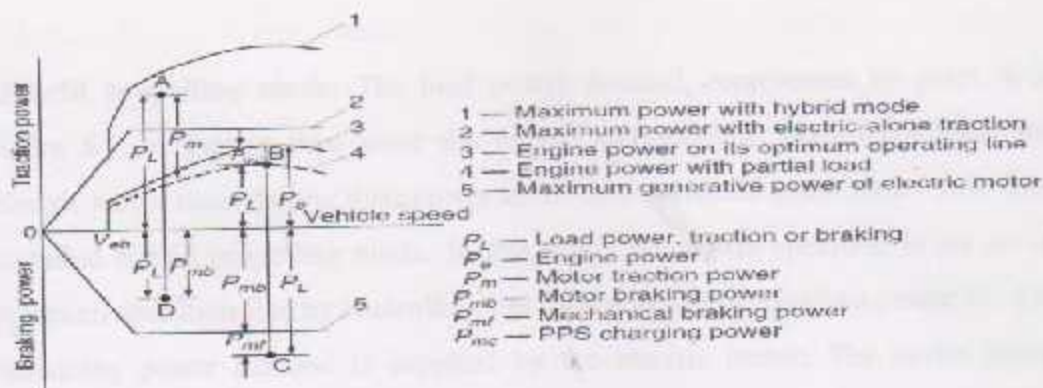 1
2
3
4
5
A
B
C
D
O
Traction power
Braking power
Vehicle speed
V_eh
P_L
P_m
P_L
P_e
P_L
P_mb
P_mb
P_L
P_mf
1 — Maximum power with hybrid mode
2 — Maximum power with electric alone traction
3 — Engine power on its optimum operating line
4 — Engine power with partial load
5 — Maximum generative power of electric motor
P_L — Load power, traction or braking
P_e — Engine power
P_m — Motor traction power
P_mb — Motor braking power
P_mf — Mechanical braking power
P_mc — PPS charging power